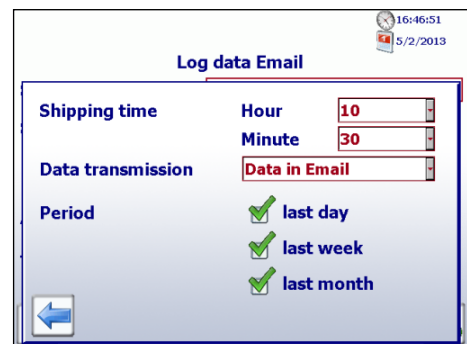 16:46:51
5/2/2013
Log data Email
Shipping time Hour 10
Minute 30
Data transmission Data in Email
Period last day
last week
last month